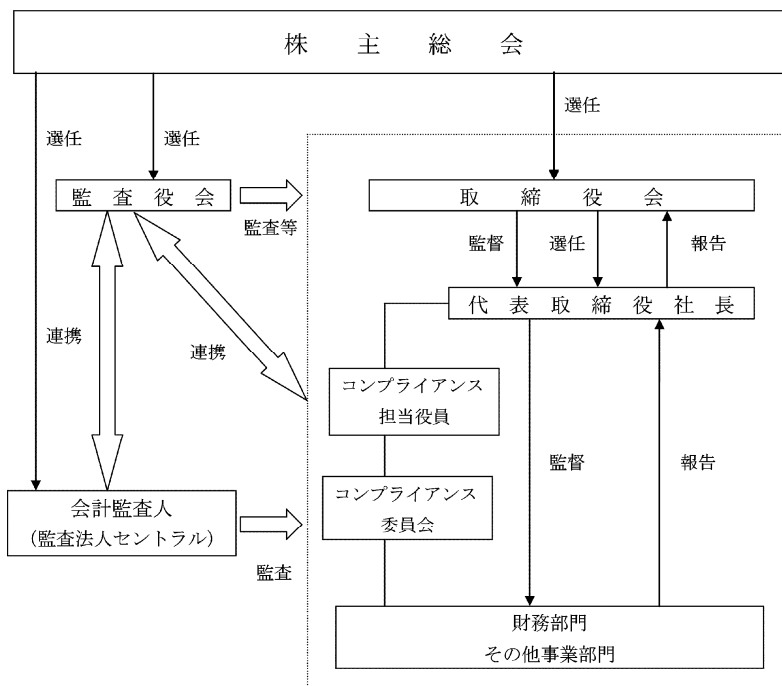 株主総会
選任
選任
選任
監査役会
監査等
取締役会
監督
選任
報告
代表取締役社長
連携
連携
コンプライアンス
担当役員
監督
報告
コンプライアンス
委員会
会計監査人
（監査法人セントラル）
監査
財務部門
その他事業部門